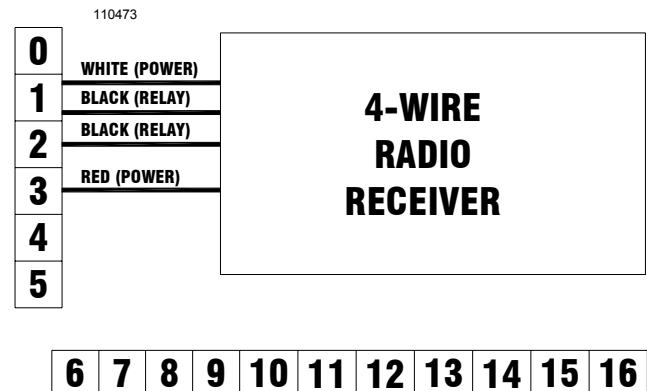 110473
0
WHITE (POWER)
1
BLACK (RELAY)
2
BLACK (RELAY)
3
RED (POWER)
4
5
4-WIRE
RADIO
RECEIVER
6 7 8 9 10 11 12 13 14 15 16